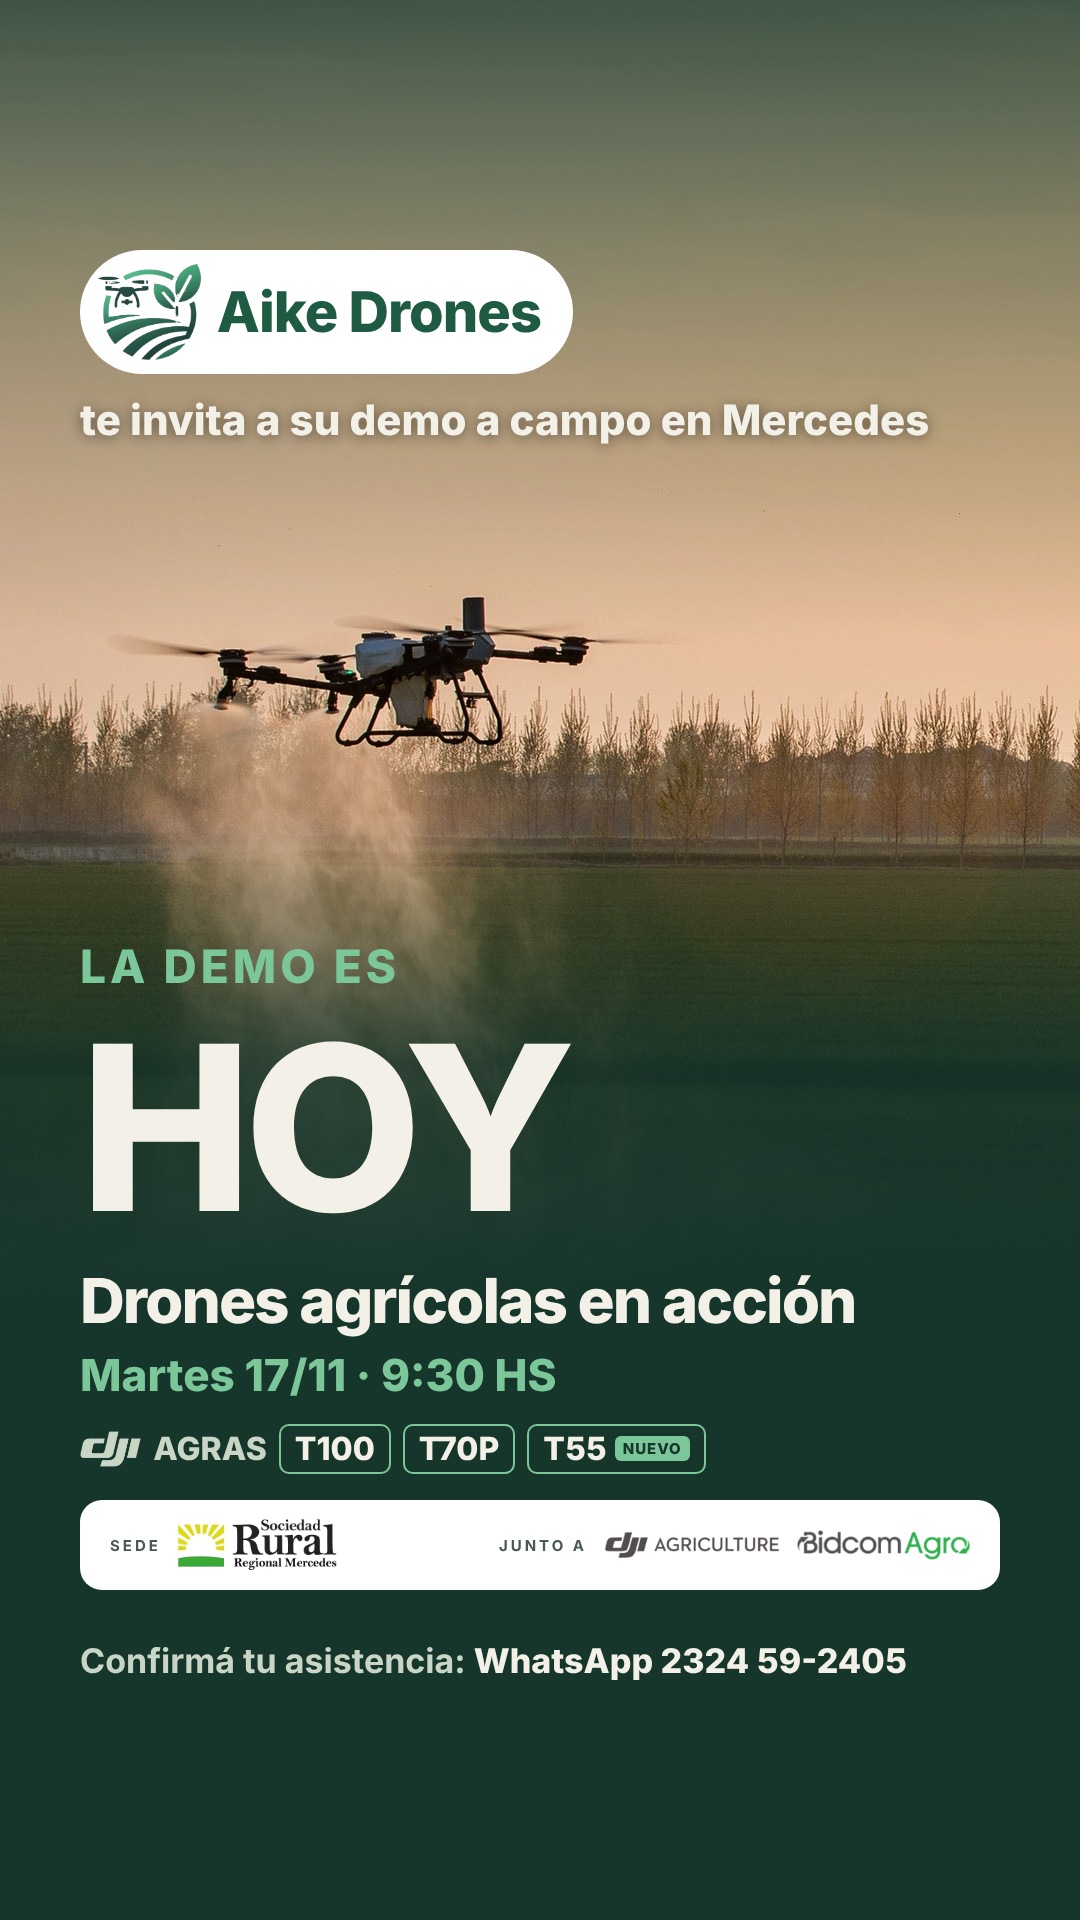 Aike Drones
te invita a su demo a campo en Mercedes
LA DEMO ES
HOY
Drones agrícolas en acción
Martes 17/11 · 9:30 HS
dji AGRAS T100 T70P T55 NUEVO
SEDE Sociedad Rural Regional Mercedes JUNTO A dji AGRICULTURE BidcomAgro
Confirmá tu asistencia: WhatsApp 2324 59-2405